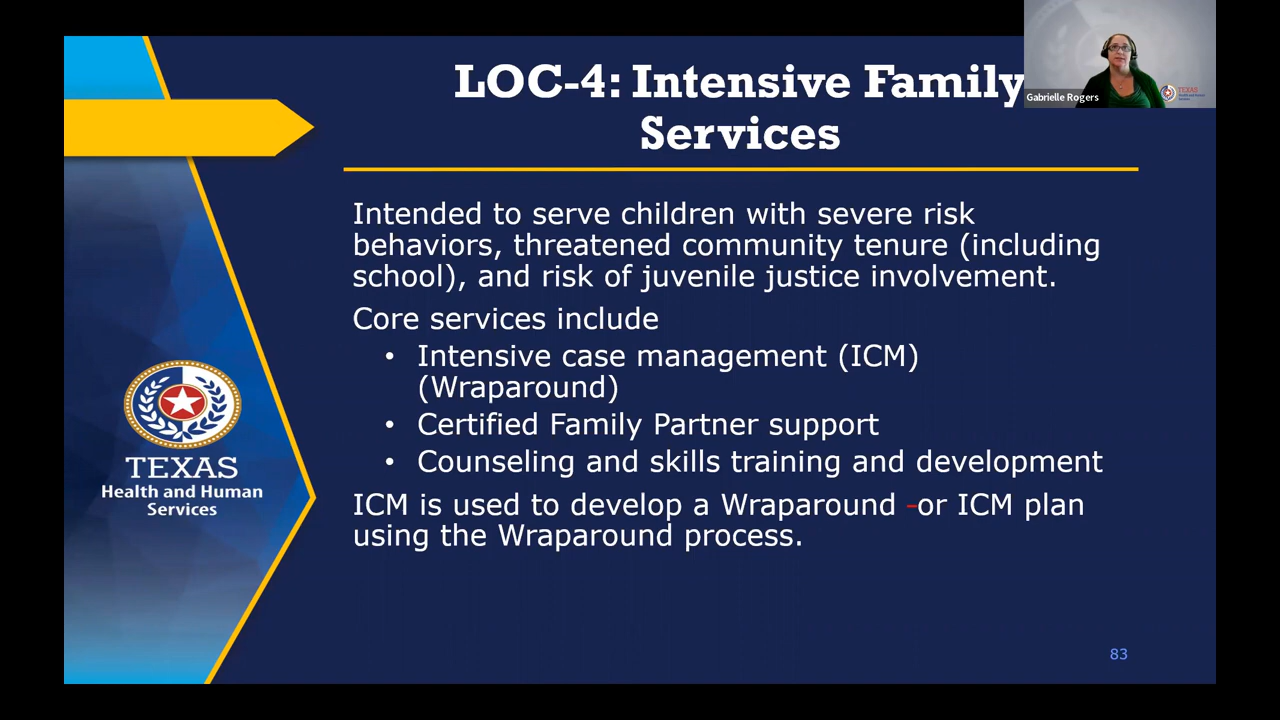 LOC-4: Intensive Family
Services
Gabrielle Rogers
TEXAS
Intended to serve children with severe risk
behaviors, threatened community tenure (including
school), and risk of juvenile justice involvement.
Core services include
• Intensive case management (ICM)
(Wraparound)
• Certified Family Partner support
• Counseling and skills training and development
ICM is used to develop a Wraparound -or ICM plan
using the Wraparound process.
TEXAS
Health and Human
Services
83